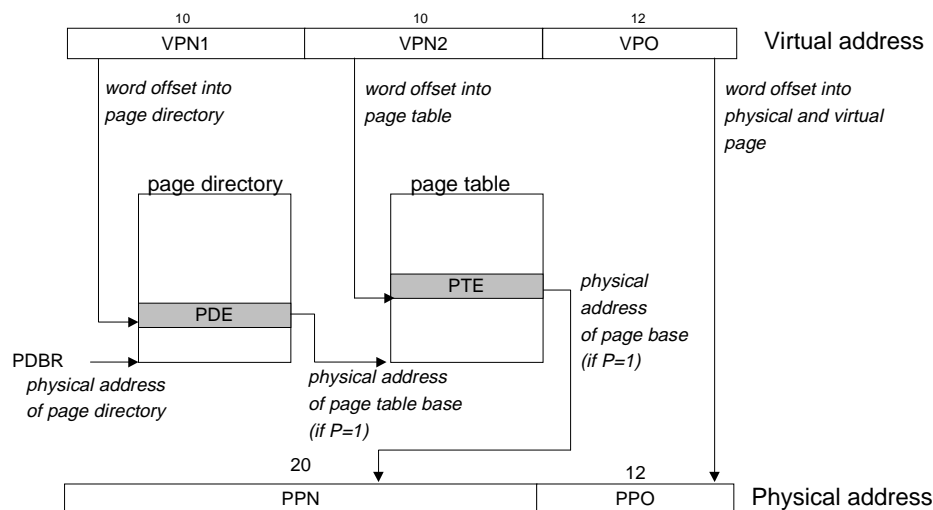 10 10 12
VPN1 VPN2 VPO Virtual address
word offset into
page directory
word offset into
page table
word offset into
physical and virtual
page
page directory
page table
PDE
PTE
physical
address
of page base
(if P=1)
PDBR
physical address
of page directory
physical address
of page table base
(if P=1)
20 12
PPN PPO Physical address